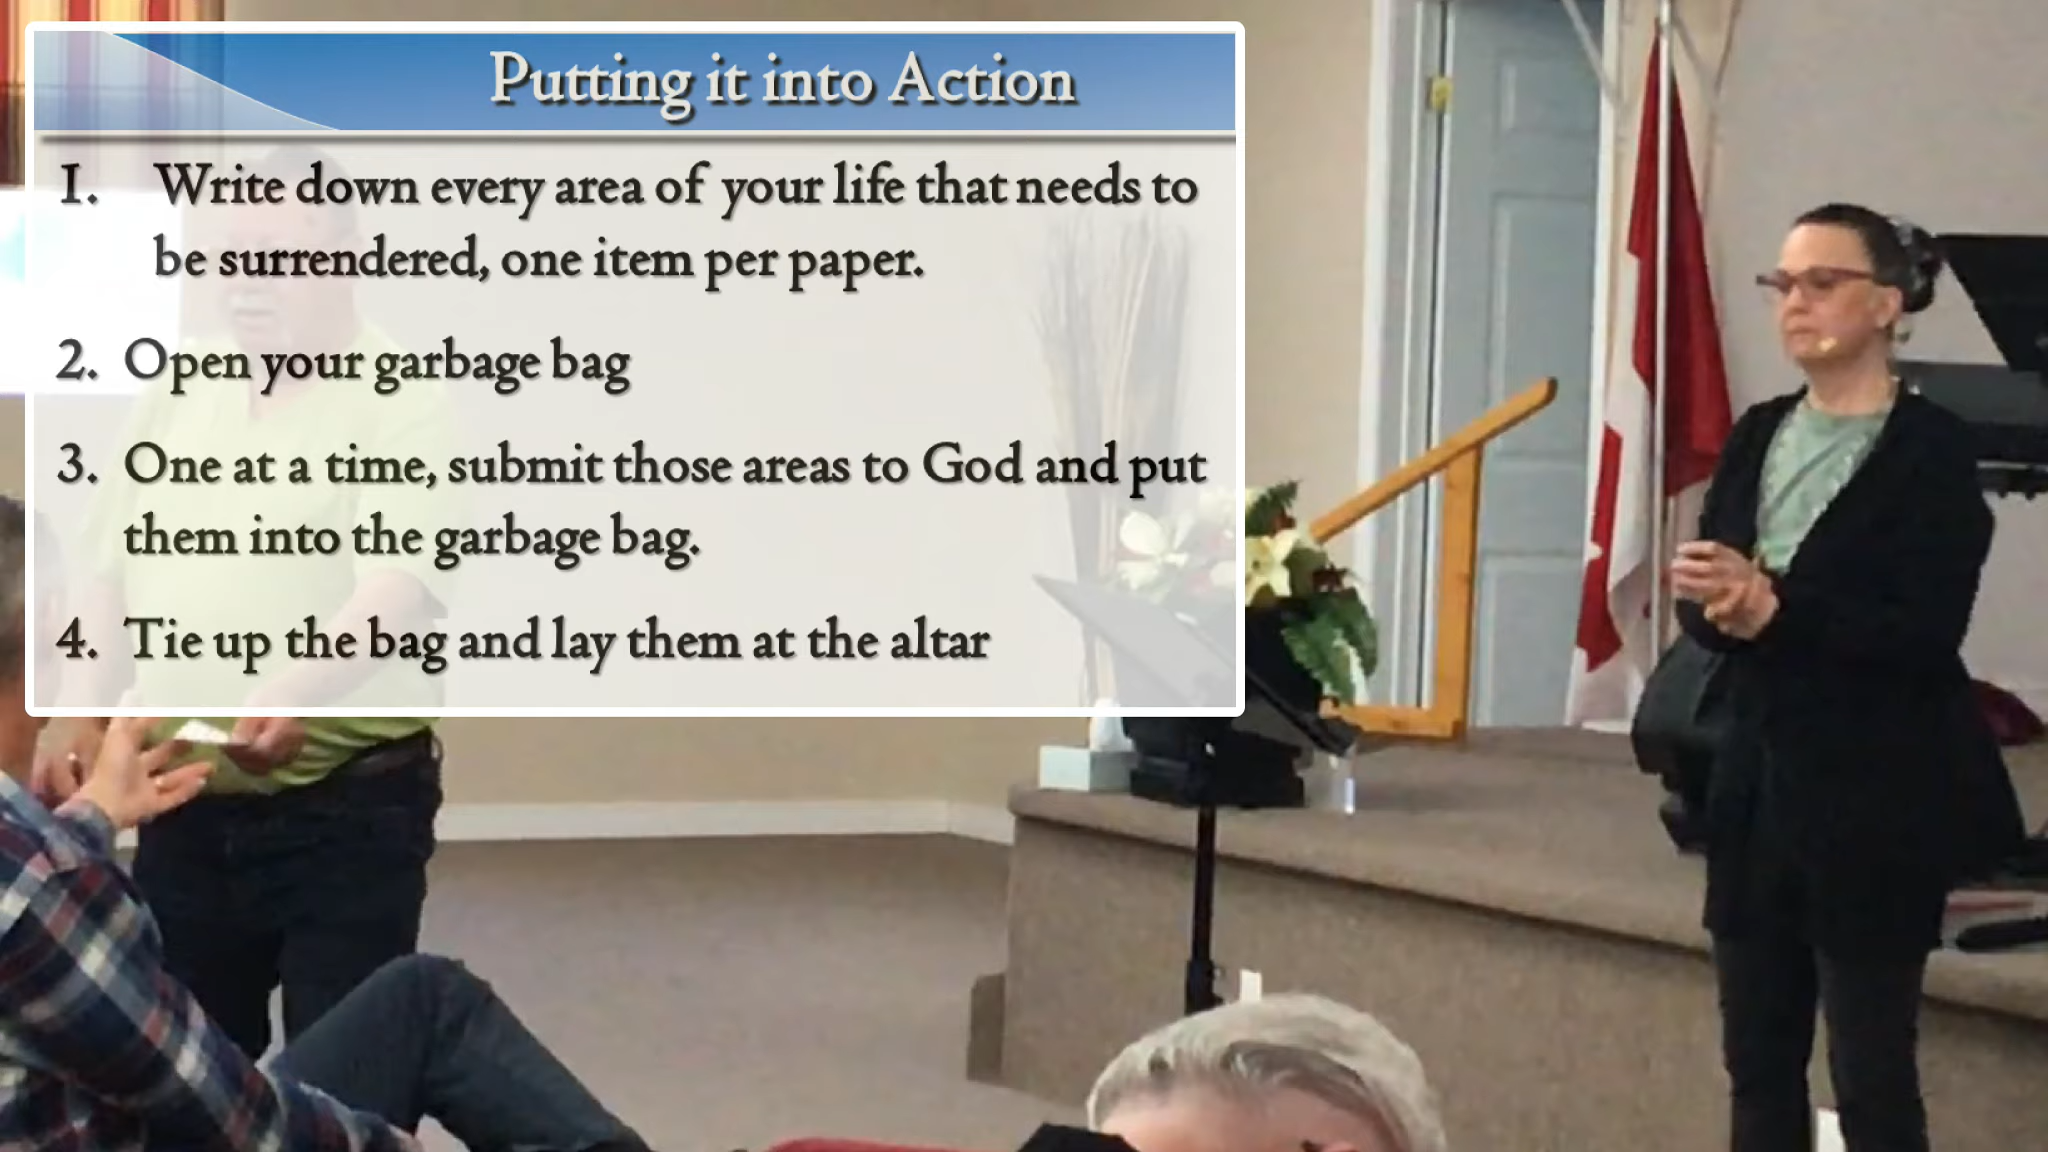 Putting it into Action
1. Write down every area of your life that needs to
be surrendered, one item per paper.
2. Open your garbage bag
3. One at a time, submit those areas to God and put
them into the garbage bag.
4. Tie up the bag and lay them at the altar